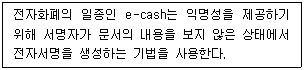 전자화폐의 일종인 e-cash는 익명성을 제공하기
위해 서명자가 문서의 내용을 보지 않은 상태에서
전자서명을 생성하는 기법을 사용한다.